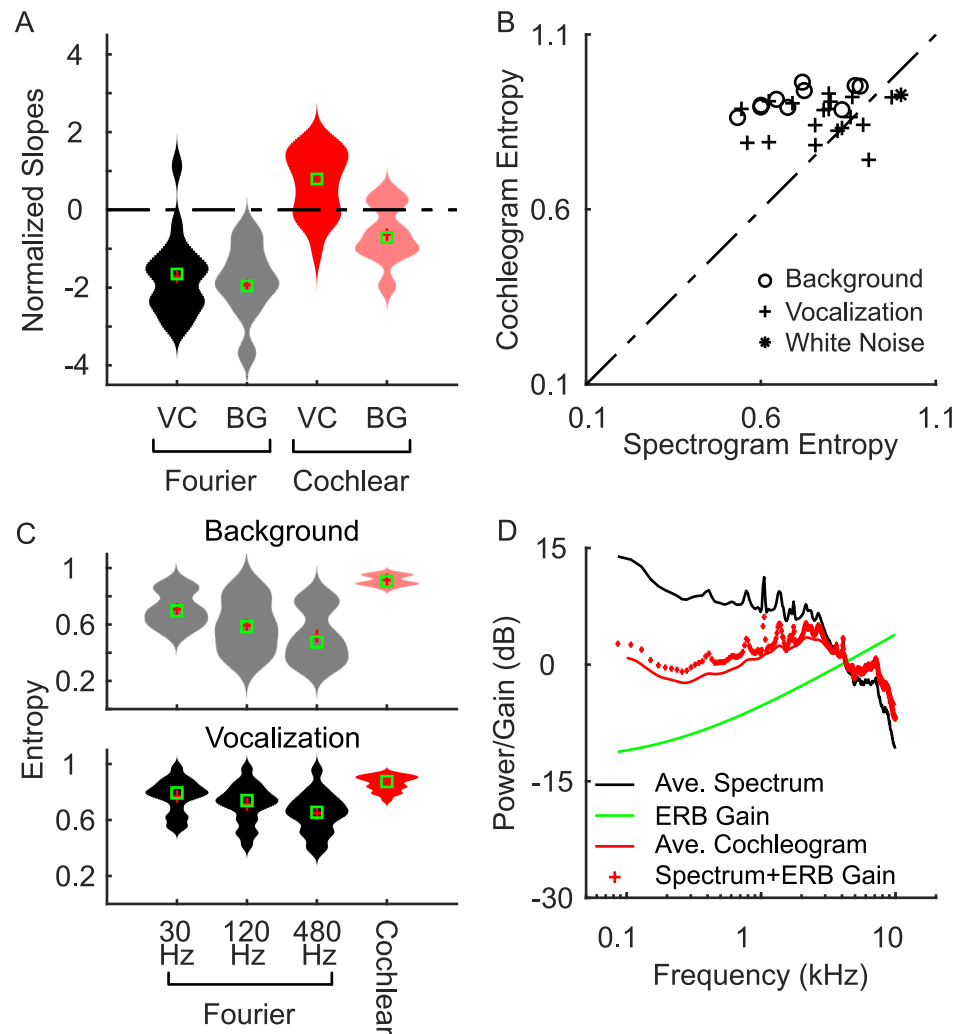 A
4
2
0
-2
-4
Normalized Slopes
VC BG VC BG
Fourier Cochlear
B
1.1
0.6
0.1
Cochleogram Entropy
Background
Vocalization
White Noise
0.1 0.6 1.1
Spectrogram Entropy
C
Background
1
0.6
0.2
Entropy
Vocalization
1
0.6
0.2
30 Hz
120 Hz
480 Hz
Cochlear
Fourier
D
15
0
-15
-30
Power/Gain (dB)
Ave. Spectrum
ERB Gain
Ave. Cochleogram
Spectrum+ERB Gain
0.1 1 10
Frequency (kHz)